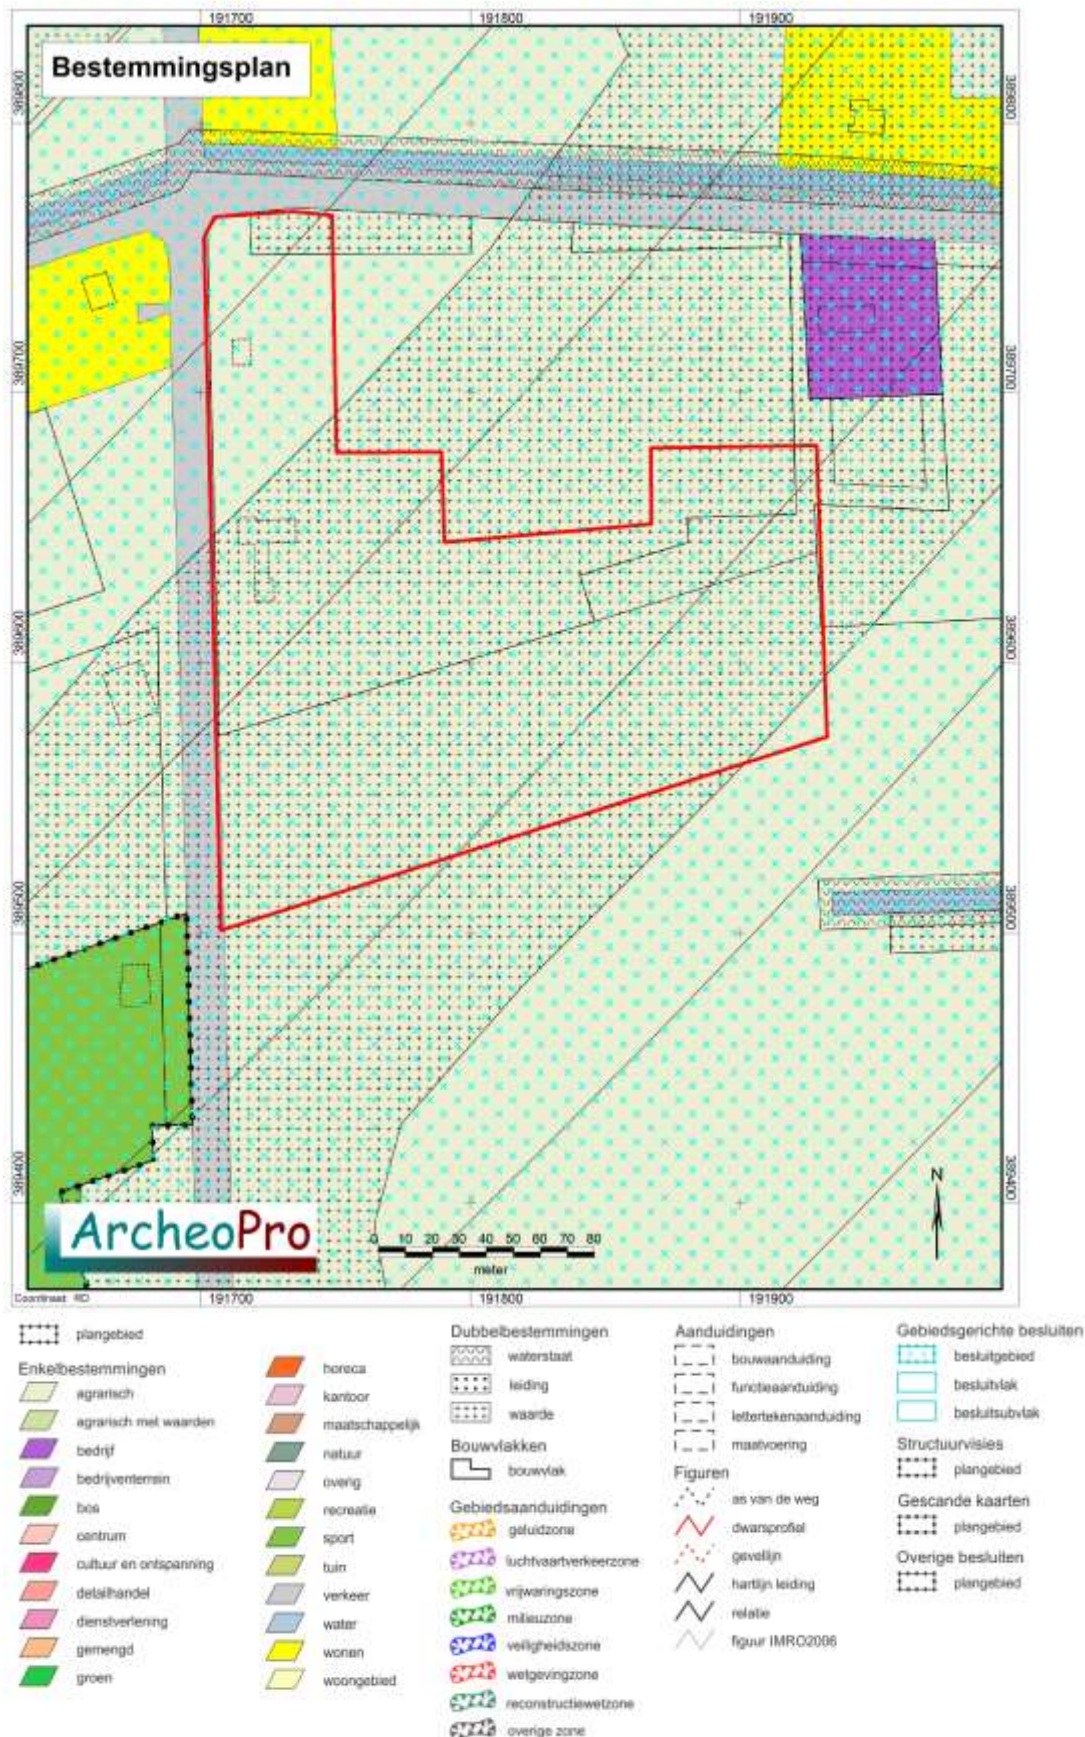 191700
191800
191900
Bestemmingsplan
389800
389800
389700
389700
389600
389600
389500
389500
389400
389400
N
ArcheoPro
0 10 20 30 40 50 60 70 80
meter
Coordinaat: RD
191700
191800
191900
plangebied
Enkelbestemmingen
agrarisch
agrarisch met waarden
bedrijf
bedrijventerrein
bos
centrum
cultuur en ontspanning
detailhandel
dienstverlening
gemengd
groen
horeca
kantoor
maatschappelijk
natuur
overig
recreatie
sport
tuin
verkeer
water
wonen
woongebied
Dubbelbestemmingen
waterstaat
leiding
waarde
Bouwvlakken
bouwvlak
Gebiedsaanduidingen
geluidzone
luchtvaartverkeerzone
vrijwaringszone
milieuzone
veiligheidszone
wetgevingzone
reconstructiewetzone
overige zone
Aanduidingen
bouwaanduiding
functieaanduiding
lettertekenaanduiding
maatvoering
Figuren
as van de weg
dwarsprofiel
gevellijn
hartlijn leiding
relatie
figuur IMRO2006
Gebiedsgerichte besluiten
besluitgebied
besluitvlak
besluitsubvlak
Structuurvisies
plangebied
Gescande kaarten
plangebied
Overige besluiten
plangebied